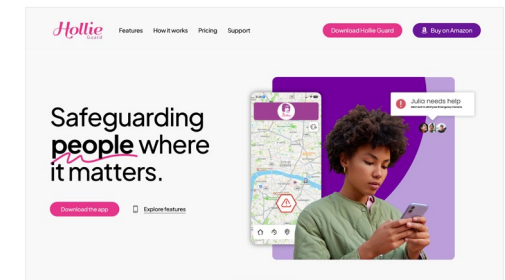 Hollie
Guard
Features
How it works
Pricing
Support
Download Hollie Guard
Buy on Amazon
Safeguarding
people where
it matters.
Download the app
Explore features
Julia needs help